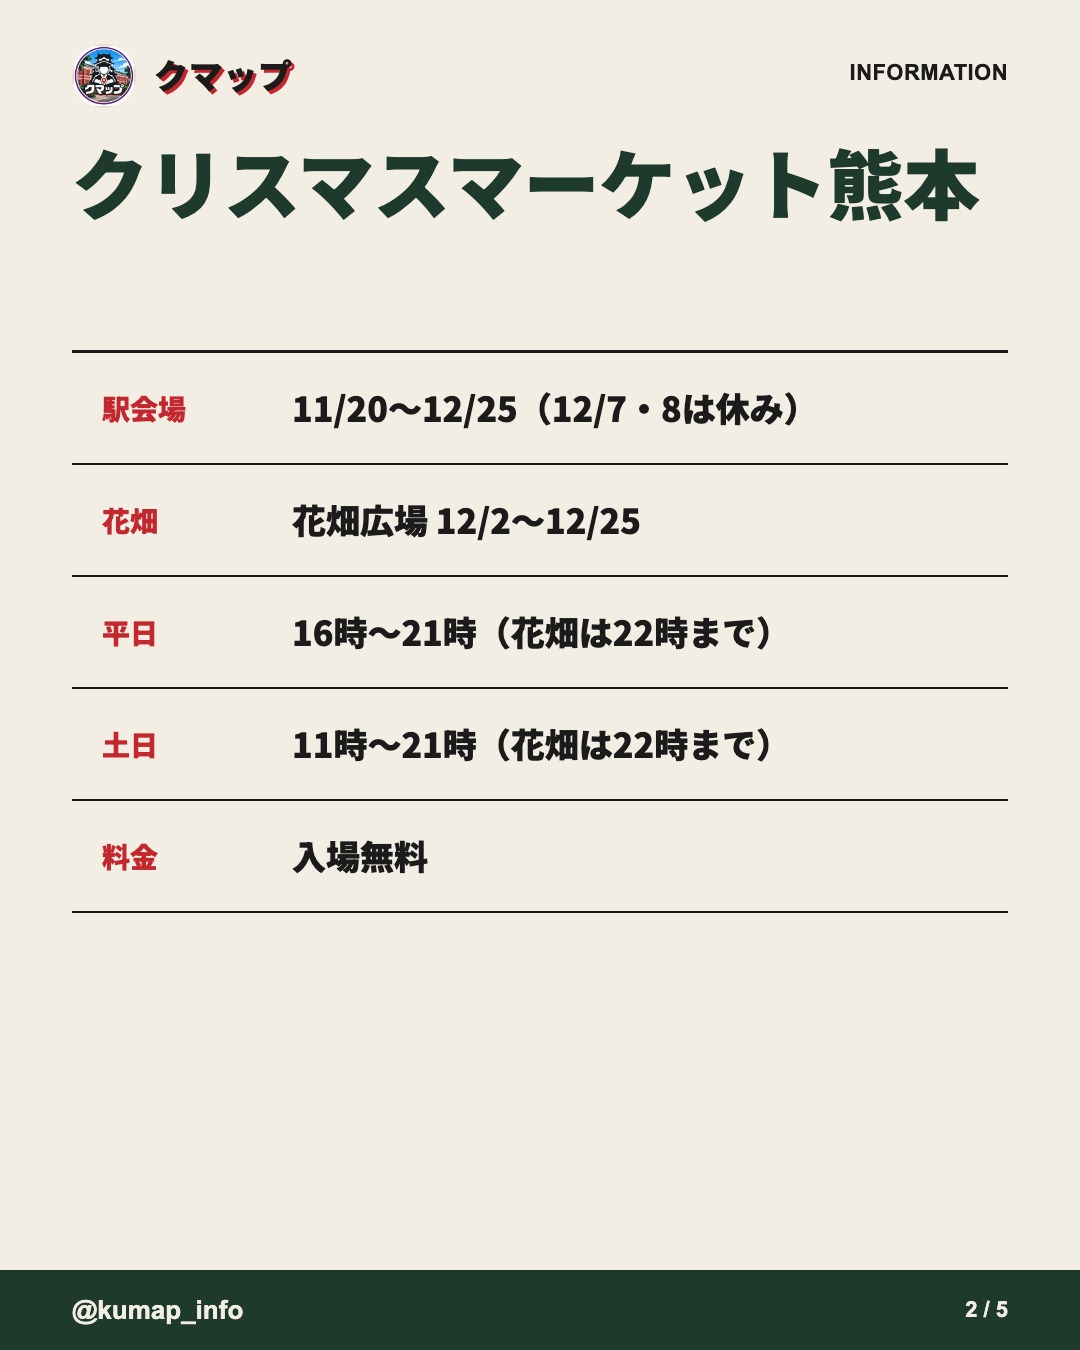 クマップ
クマップ
INFORMATION
クリスマスマーケット熊本
駅会場 11/20〜12/25（12/7・8は休み）
花畑 花畑広場 12/2〜12/25
平日 16時〜21時（花畑は22時まで）
土日 11時〜21時（花畑は22時まで）
料金 入場無料
@kumap_info
2 / 5